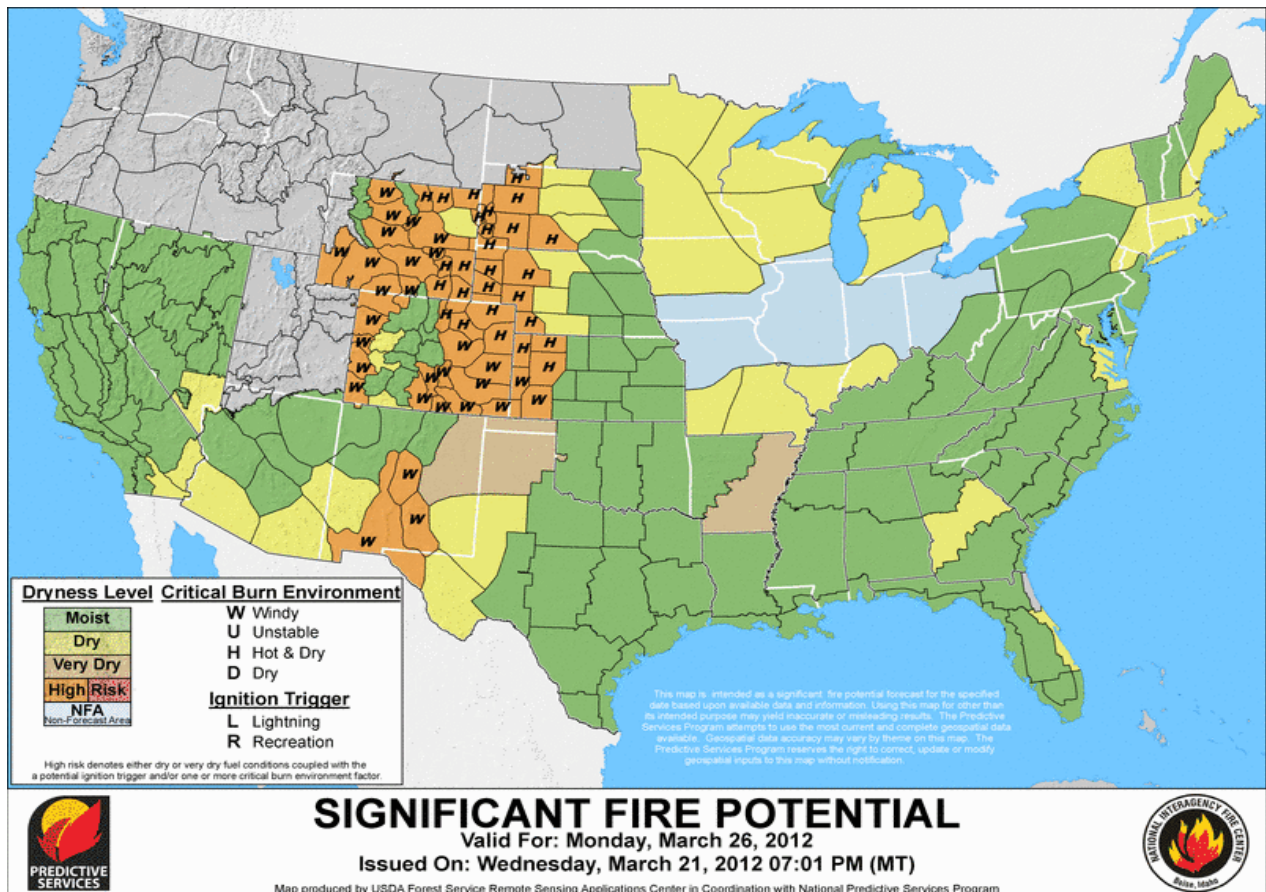 Dryness Level
Moist
Dry
Very Dry
High Risk
NFA
Non-Forecast Area
Critical Burn Environment
W Windy
U Unstable
H Hot & Dry
D Dry
Ignition Trigger
L Lightning
R Recreation
High risk denotes either dry or very dry fuel conditions coupled with the
a potential ignition trigger and/or one or more critical burn environment factor.
This map is intended as a significant fire potential forecast for the specified
date based upon available data and information. Using this map for other than
its intended purpose may yield inaccurate or misleading results. The Predictive
Services Program attempts to use the most current and complete geospatial data
available. Geospatial data accuracy may vary by theme on this map. The
Predictive Services Program reserves the right to correct, update or modify
geospatial inputs to this map without notification.
PREDICTIVE
SERVICES
SIGNIFICANT FIRE POTENTIAL
Valid For: Monday, March 26, 2012
Issued On: Wednesday, March 21, 2012 07:01 PM (MT)
Map produced by USDA Forest Service Remote Sensing Applications Center in Coordination with National Predictive Services Program
NATIONAL INTERAGENCY FIRE CENTER
Boise, Idaho